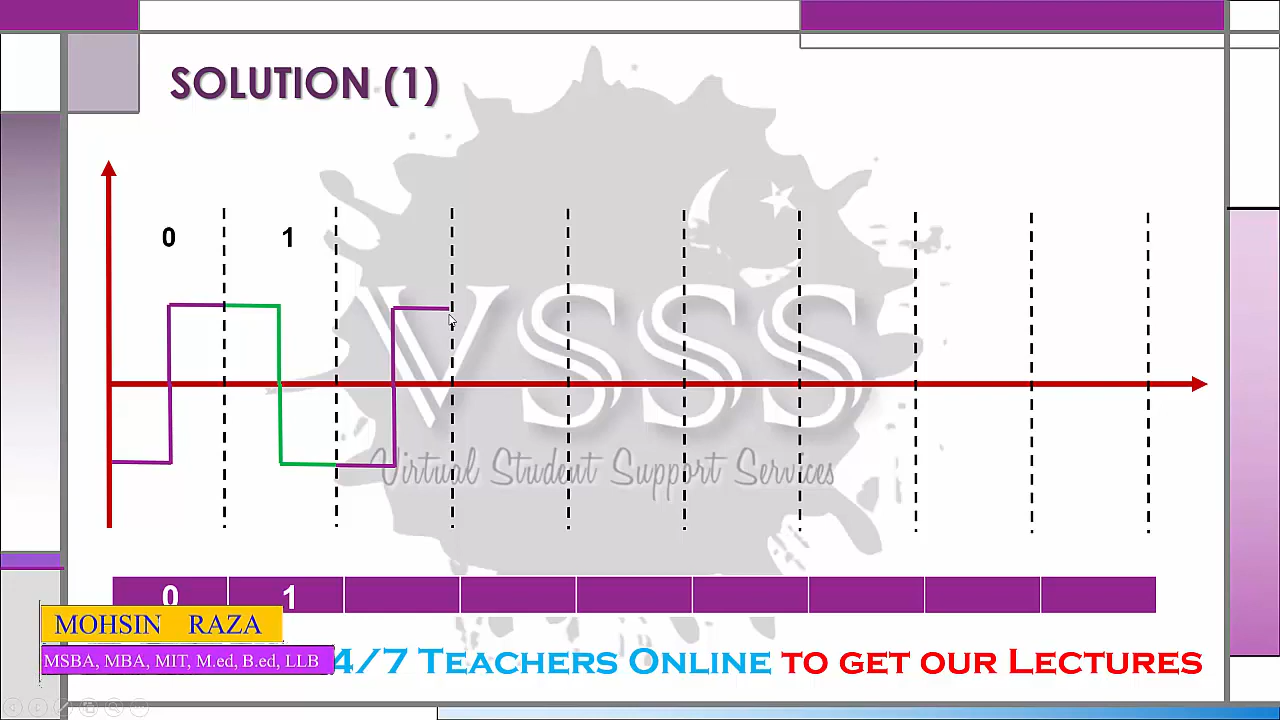 SOLUTION (1)
0 1
VSSS
Virtual Student Support Services
0 1
MOHSIN RAZA
MSBA, MBA, MIT, M.ed, B.ed, LLB
4/7 TEACHERS ONLINE TO GET OUR LECTURES